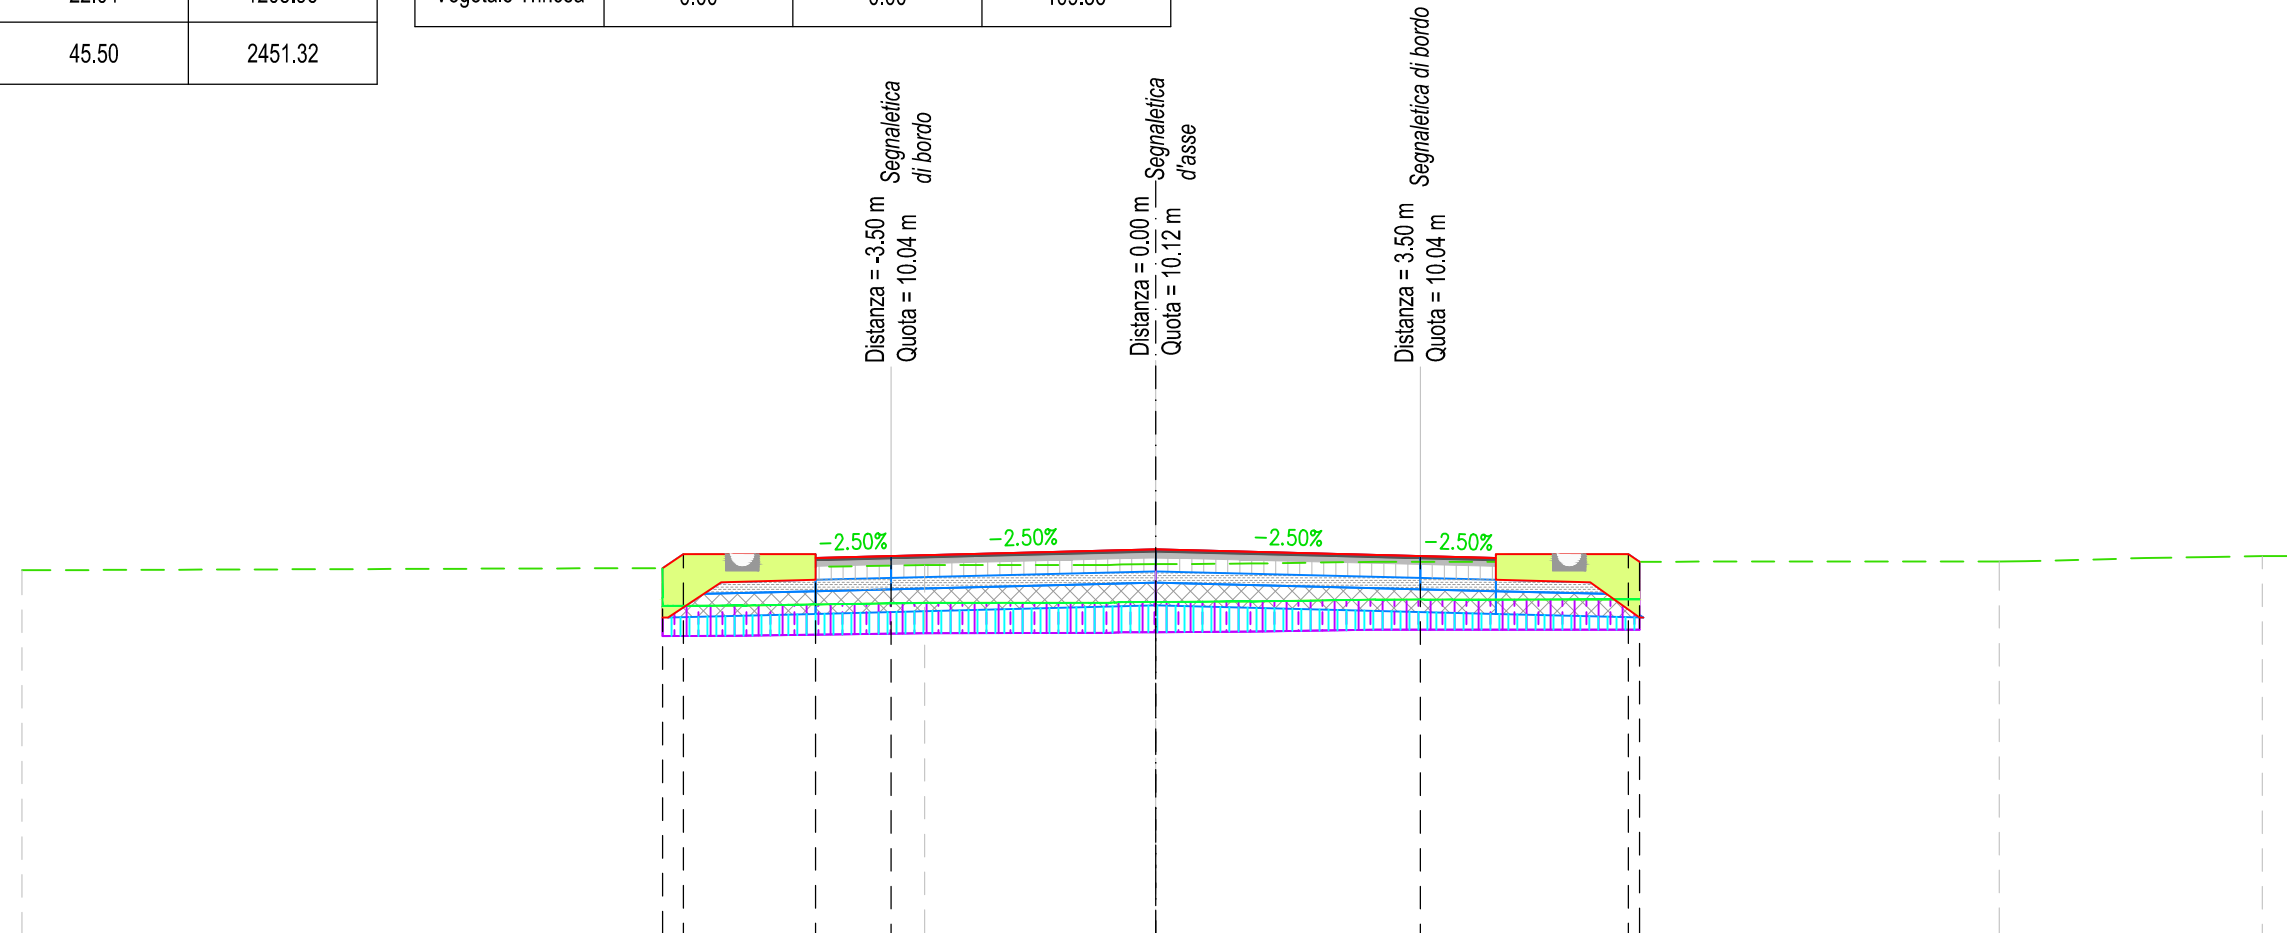 45.50 2451.32
Segnaletica
di bordo
Distanza = -3.50 m
Quota = 10.04 m
Segnaletica
d'asse
Distanza = 0.00 m
Quota = 10.12 m
Segnaletica di bordo
Distanza = 3.50 m
Quota = 10.04 m
-2.50% -2.50% -2.50% -2.50%